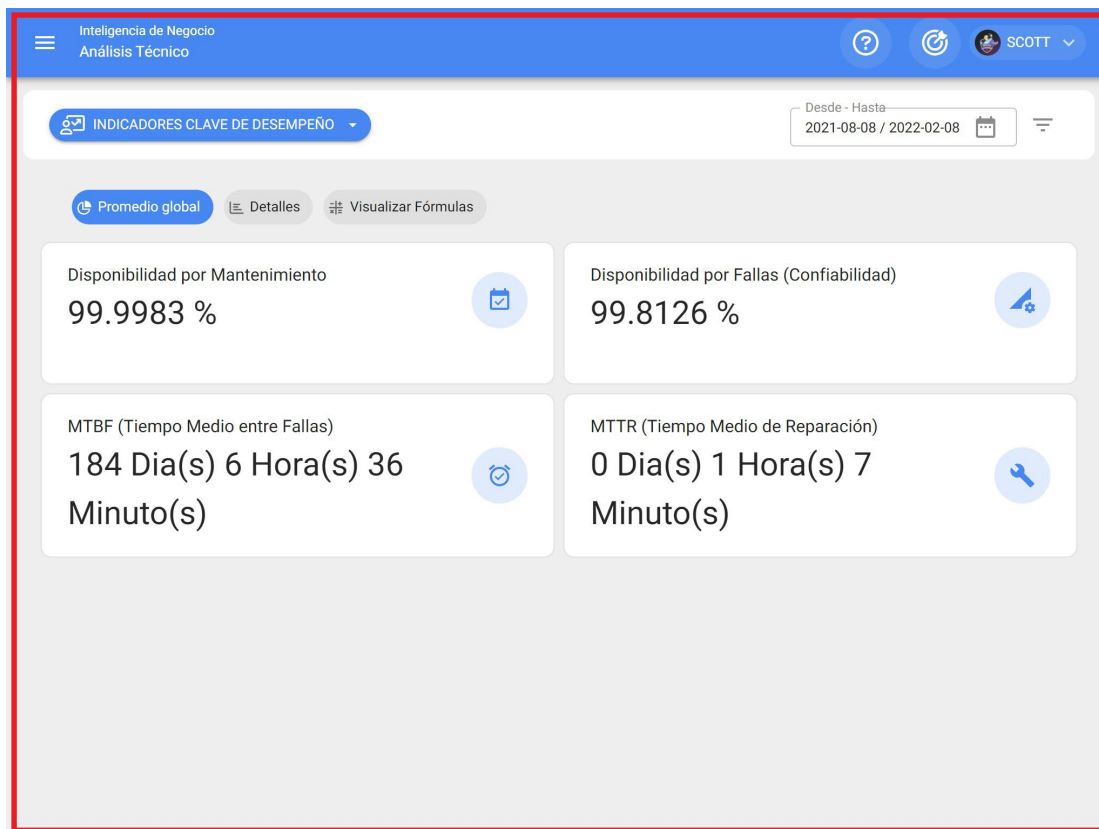 Inteligencia de Negocio
Análisis Técnico
SCOTT
INDICADORES CLAVE DE DESEMPEÑO
Desde - Hasta
2021-08-08 / 2022-02-08
Promedio global
Detalles
Visualizar Fórmulas
Disponibilidad por Mantenimiento
99.9983 %
Disponibilidad por Fallas (Confiabilidad)
99.8126 %
MTBF (Tiempo Medio entre Fallas)
184 Dia(s) 6 Hora(s) 36
Minuto(s)
MTTR (Tiempo Medio de Reparación)
0 Dia(s) 1 Hora(s) 7
Minuto(s)